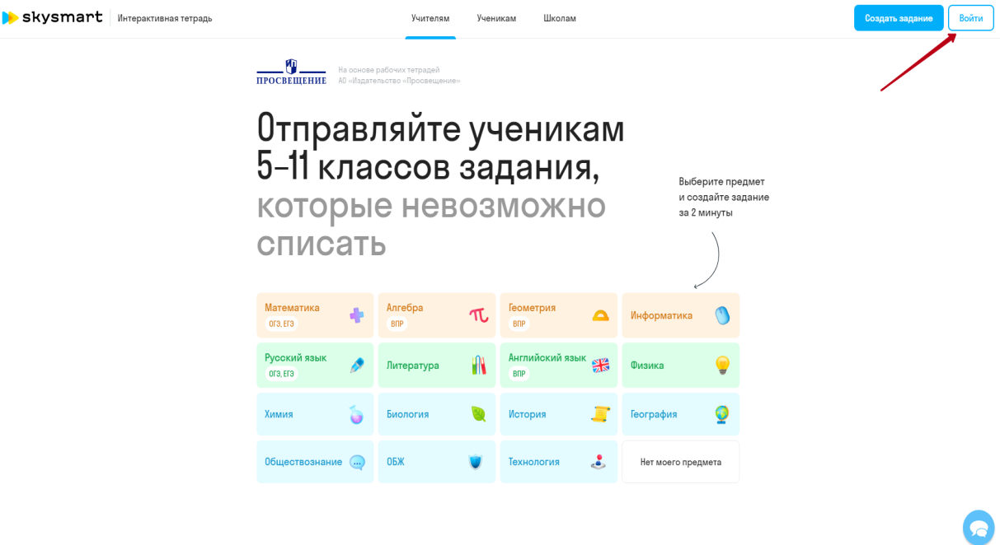 skysmart
Интерактивная тетрадь
Учителям
Ученикам
Школам
Создать задание
Войти
ПРОСВЕЩЕНИЕ
На основе рабочих тетрадей
АО «Издательство «Просвещение»
Отправляйте ученикам
5–11 классов задания,
которые невозможно
списать
Выберите предмет
и создайте задание
за 2 минуты
Математика
ОГЭ, ЕГЭ
Алгебра
ВПР
Геометрия
ВПР
Информатика
Русский язык
ОГЭ, ЕГЭ
Литература
Английский язык
ВПР
Физика
Химия
Биология
История
География
Обществознание
ОБЖ
Технология
Нет моего предмета